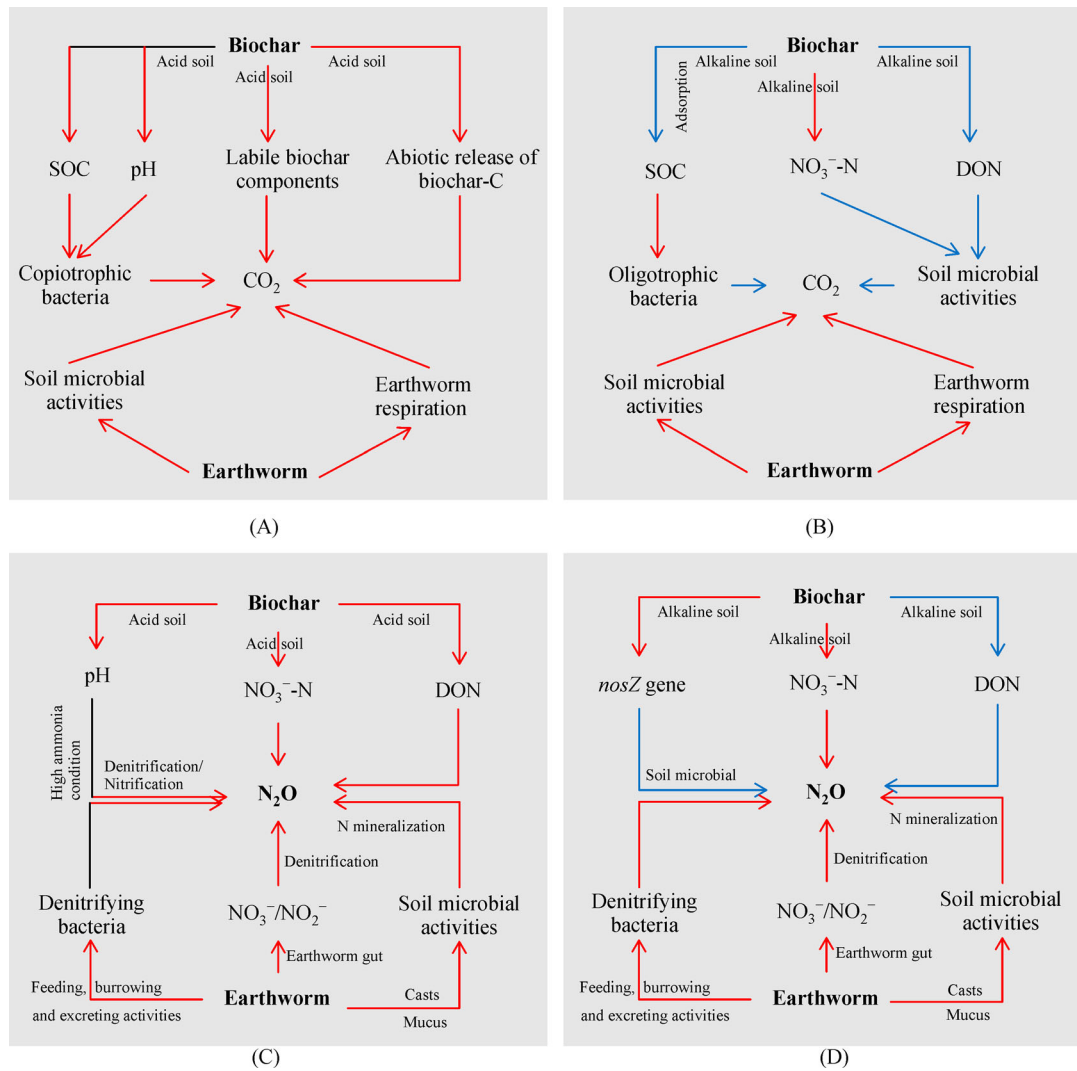 Biochar
Acid soil
Acid soil
Acid soil
SOC
pH
Labile biochar
components
Abiotic release of
biochar-C
Copiotrophic
bacteria
CO₂
Soil microbial
activities
Earthworm
respiration
Earthworm
(A)
Biochar
Alkaline soil
Alkaline soil
Alkaline soil
Adsorption
SOC
NO₃⁻-N
DON
Oligotrophic
bacteria
CO₂
Soil microbial
activities
Soil microbial
activities
Earthworm
respiration
Earthworm
(B)
Biochar
Acid soil
Acid soil
Acid soil
pH
NO₃⁻-N
DON
High ammonia
condition
Denitrification/
Nitrification
N₂O
N mineralization
Denitrification
Denitrifying
bacteria
NO₃⁻/NO₂⁻
Soil microbial
activities
Earthworm gut
Feeding, burrowing
and excreting activities
Earthworm
Casts
Mucus
(C)
Biochar
Alkaline soil
Alkaline soil
Alkaline soil
nosZ gene
NO₃⁻-N
DON
Soil microbial
N₂O
N mineralization
Denitrification
Denitrifying
bacteria
NO₃⁻/NO₂⁻
Soil microbial
activities
Earthworm gut
Feeding, burrowing
and excreting activities
Earthworm
Casts
Mucus
(D)